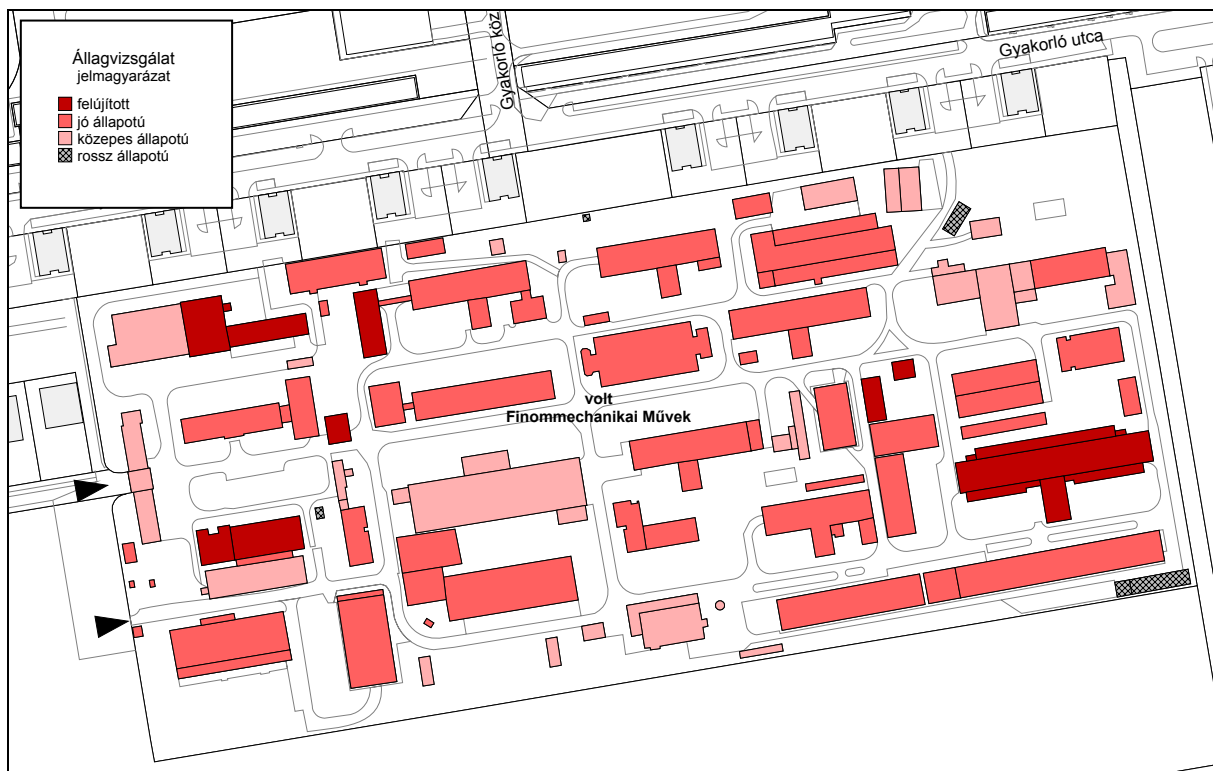 Állagvizsgálat
jelmagyarázat
felújított
jó állapotú
közepes állapotú
rossz állapotú
Gyakorló köz
Gyakorló utca
volt
Finommechanikai Művek